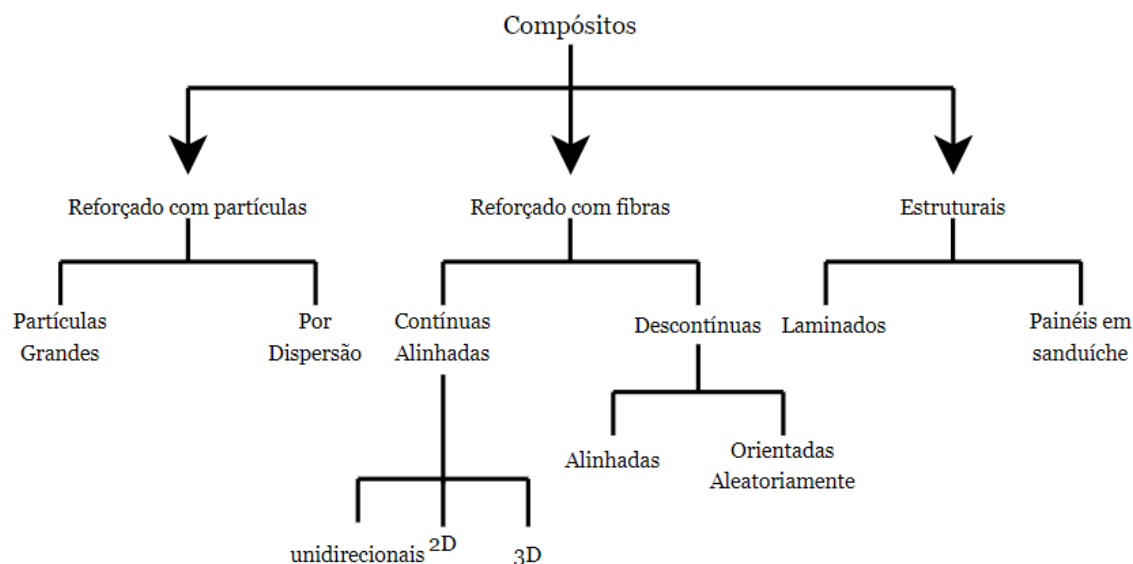 Compósitos
Reforçado com partículas
Reforçado com fibras
Estruturais
Partículas
Grandes
Por
Dispersão
Contínuas
Alinhadas
Descontínuas
Laminados
Painéis em
sanduíche
Alinhadas
Orientadas
Aleatoriamente
unidirecionais
2D
3D